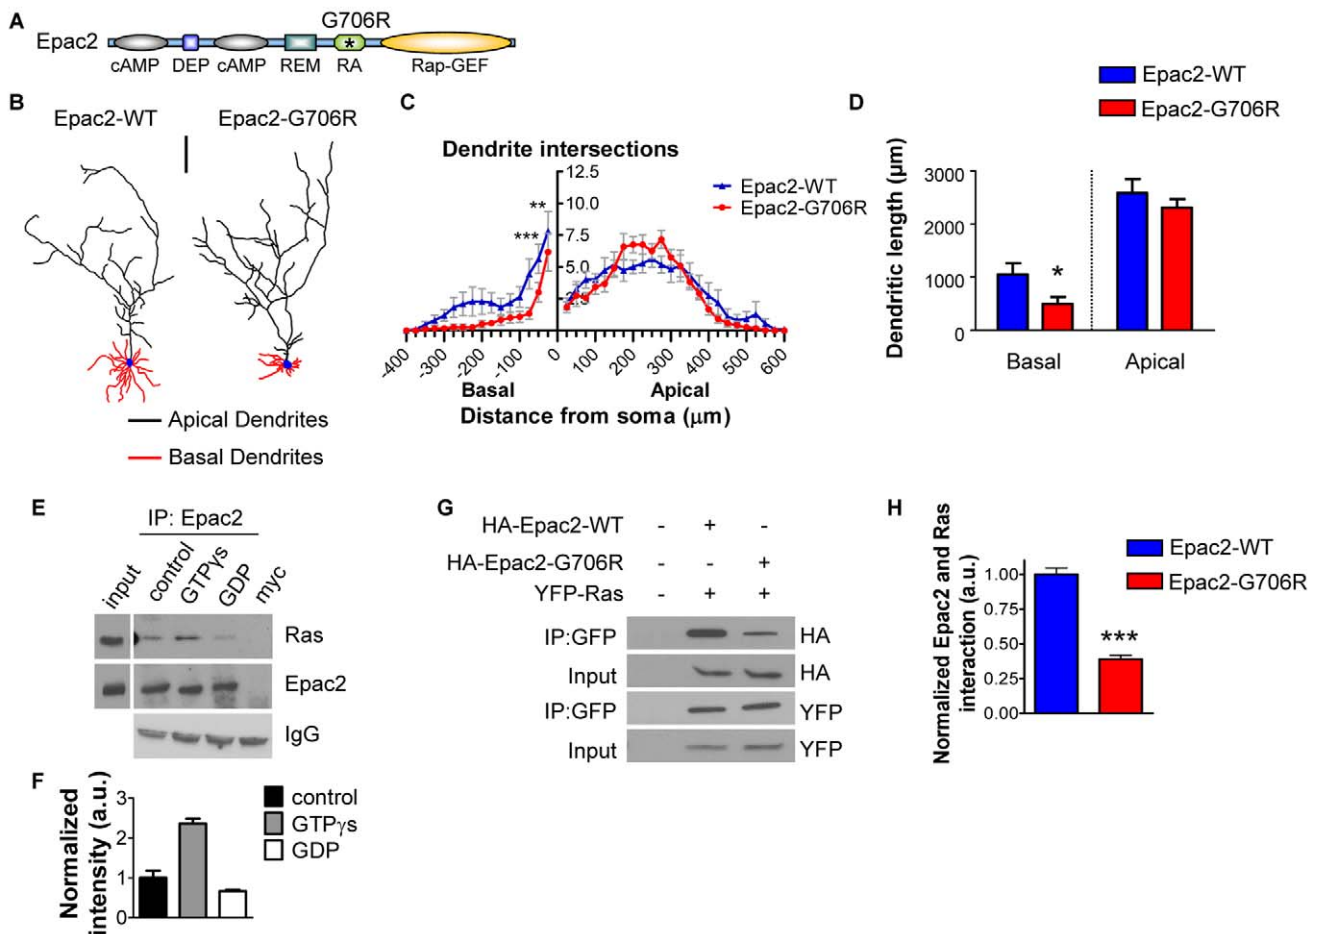 A
G706R
Epac2
cAMP DEP cAMP REM RA Rap-GEF
*
B
Epac2-WT Epac2-G706R
Apical Dendrites
Basal Dendrites
C
Dendrite intersections
12.5
10.0
7.5
5.0
2.5
**
***
Epac2-WT
Epac2-G706R
-400 -300 -200 -100 0 100 200 300 400 500 600
Basal Apical
Distance from soma (μm)
D
Epac2-WT
Epac2-G706R
Dendritic length (μm)
3000
2000
1000
0
*
Basal Apical
E
IP: Epac2
input control GTPγs GDP myc
Ras
Epac2
IgG
F
Normalized
intensity (a.u.)
3
2
1
0
control
GTPγs
GDP
G
HA-Epac2-WT - + -
HA-Epac2-G706R - - +
YFP-Ras - + +
IP:GFP HA
Input HA
IP:GFP YFP
Input YFP
H
Normalized Epac2 and Ras
interaction (a.u.)
1.00
0.75
0.50
0.25
0.00
***
Epac2-WT
Epac2-G706R